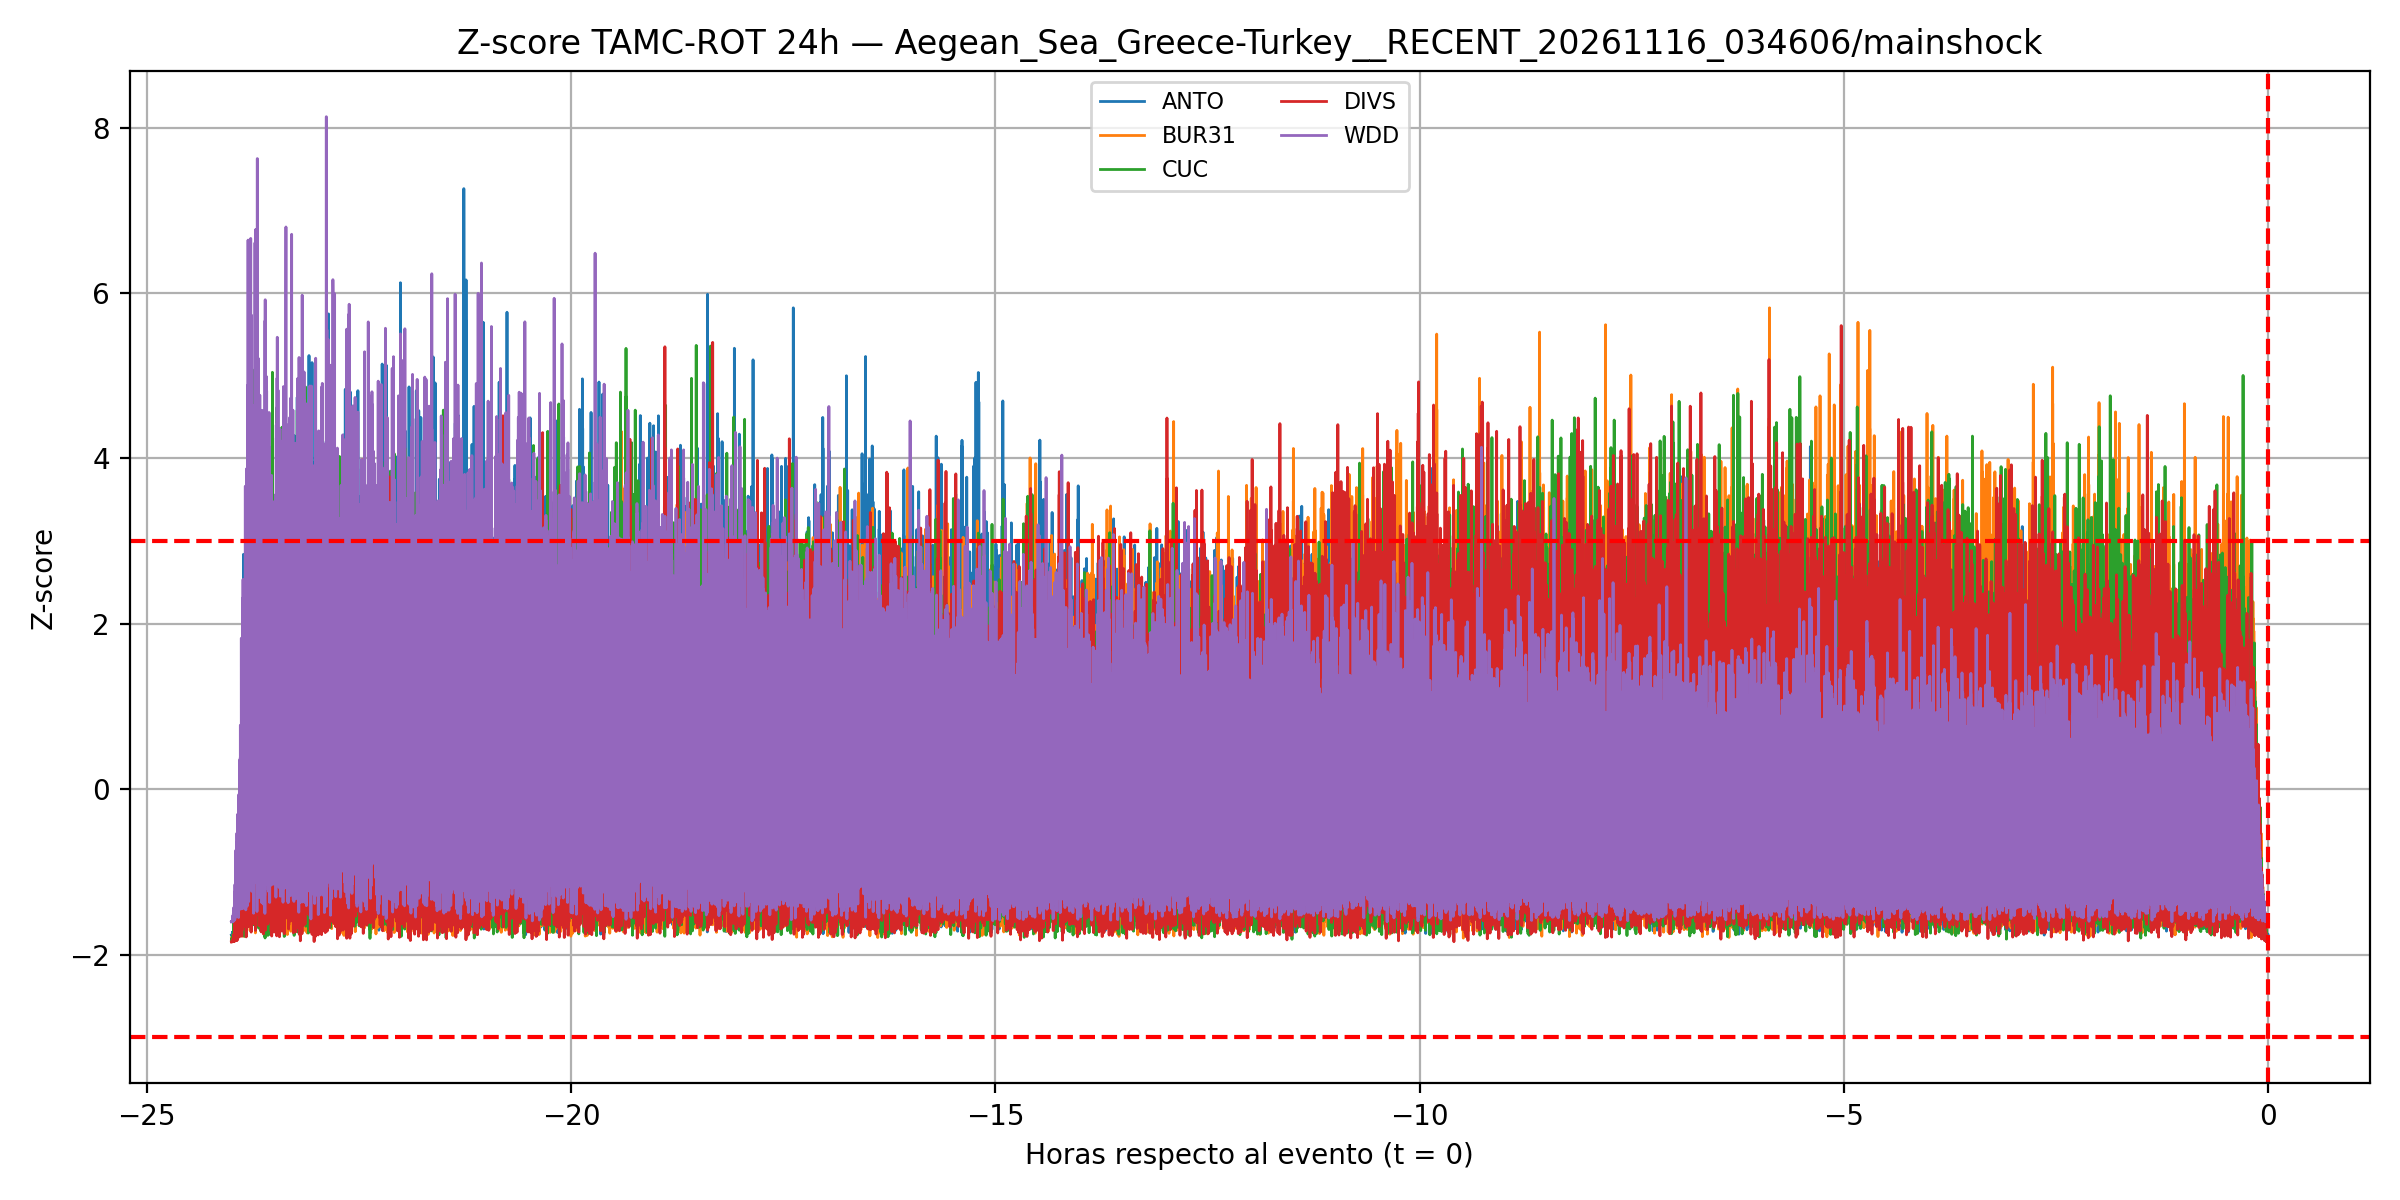 Z-score TAMC-ROT 24h — Aegean_Sea_Greece-Turkey__RECENT_20261116_034606/mainshock
ANTO
BUR31
CUC
DIVS
WDD
Z-score
8
6
4
2
0
−2
−25
−20
−15
−10
−5
0
Horas respecto al evento (t = 0)